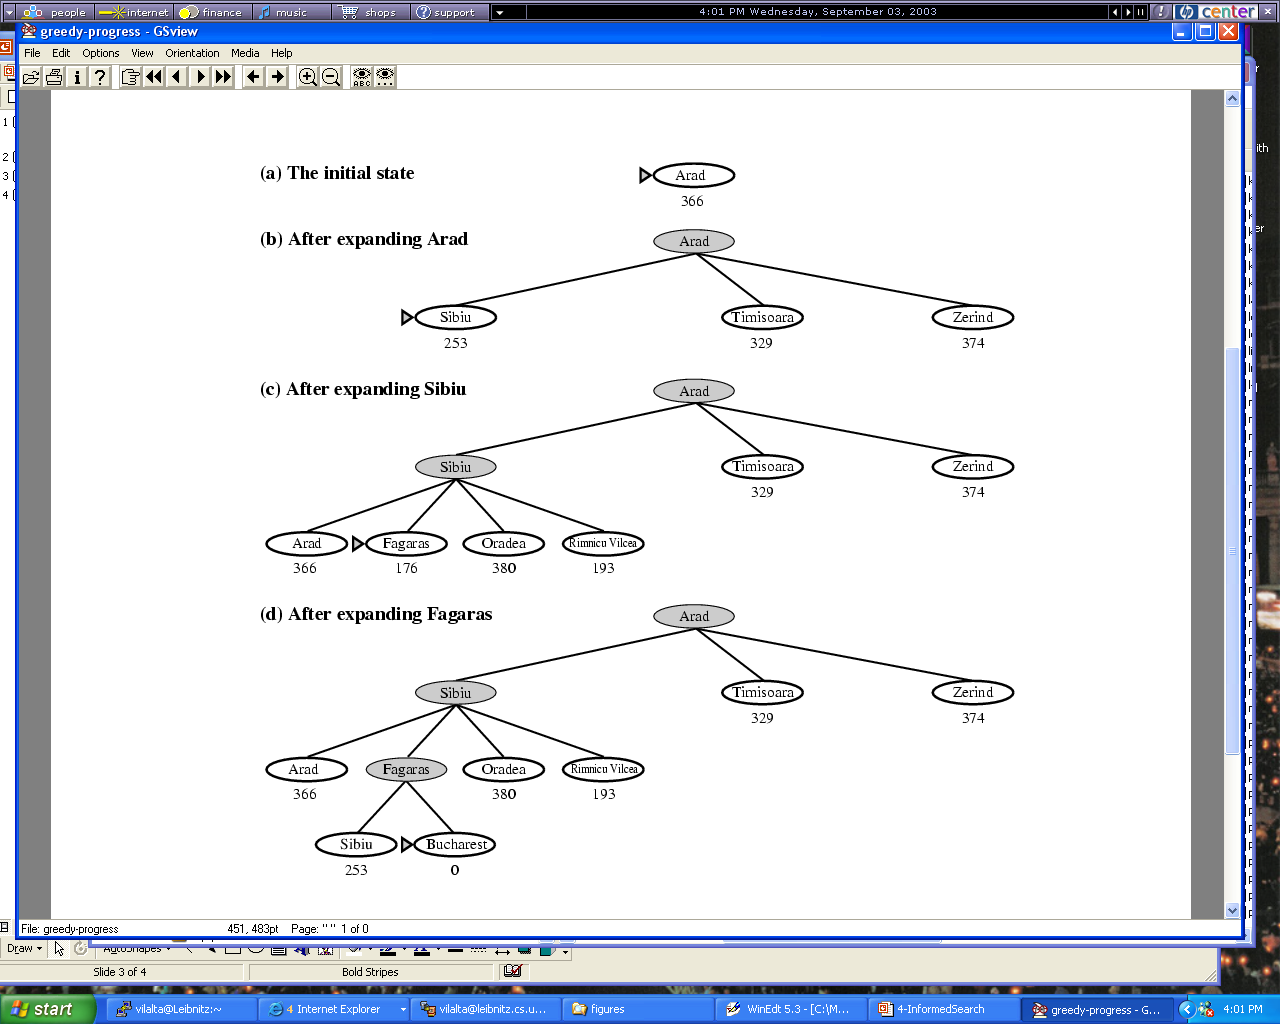 people internet finance music shops support 4:01 PM Wednesday, September 03, 2003 hp center
greedy-progress - GSview
File Edit Options View Orientation Media Help
(a) The initial state
Arad
366
(b) After expanding Arad
Arad
Sibiu Timisoara Zerind
253 329 374
(c) After expanding Sibiu
Arad
Sibiu Timisoara Zerind
329 374
Arad Fagaras Oradea Rimnicu Vilcea
366 176 380 193
(d) After expanding Fagaras
Arad
Sibiu Timisoara Zerind
329 374
Arad Fagaras Oradea Rimnicu Vilcea
366 380 193
Sibiu Bucharest
253 0
File: greedy-progress 451, 483pt Page: "" 1 of 0
Draw AutoShapes
Slide 3 of 4 Bold Stripes
start vilalta@Leibnitz:~ 4 Internet Explorer vilalta@leibnitz.cs.u... figures WinEdt 5.3 - [C:\M... 4-InformedSearch greedy-progress - G... 4:01 PM